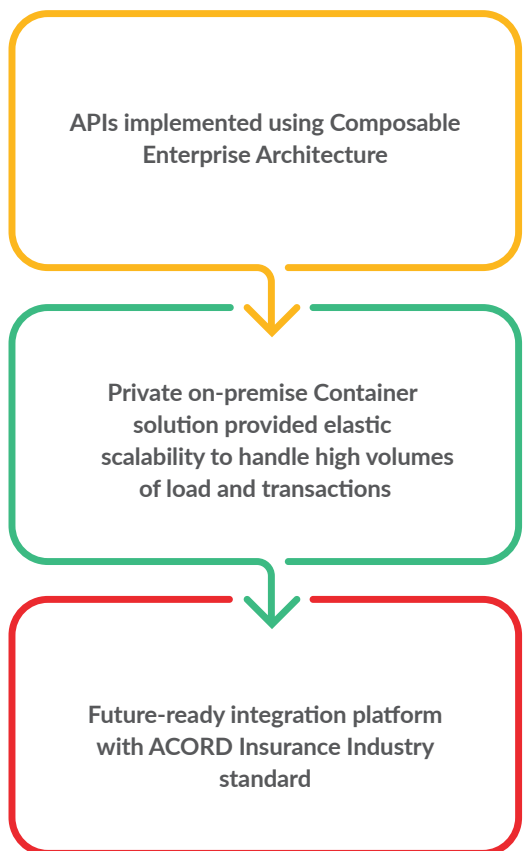 APIs implemented using Composable
Enterprise Architecture
Private on-premise Container
solution provided elastic
scalability to handle high volumes
of load and transactions
Future-ready integration platform
with ACORD Insurance Industry
standard